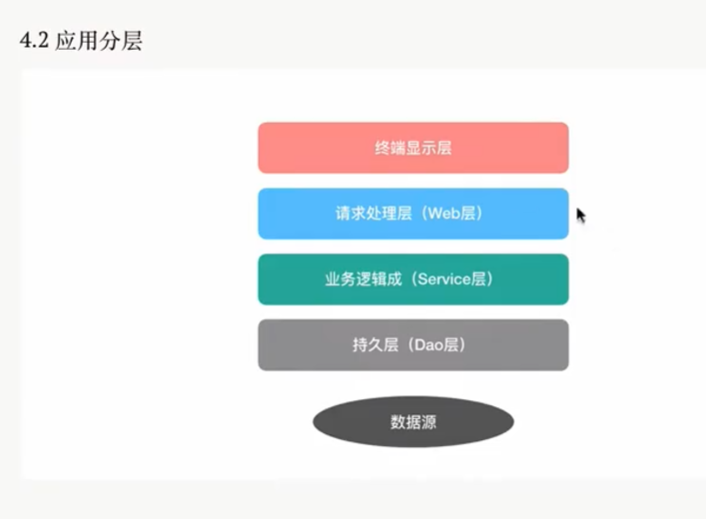 4.2 应用分层
终端显示层
请求处理层（Web层）
业务逻辑成（Service层）
持久层（Dao层）
数据源